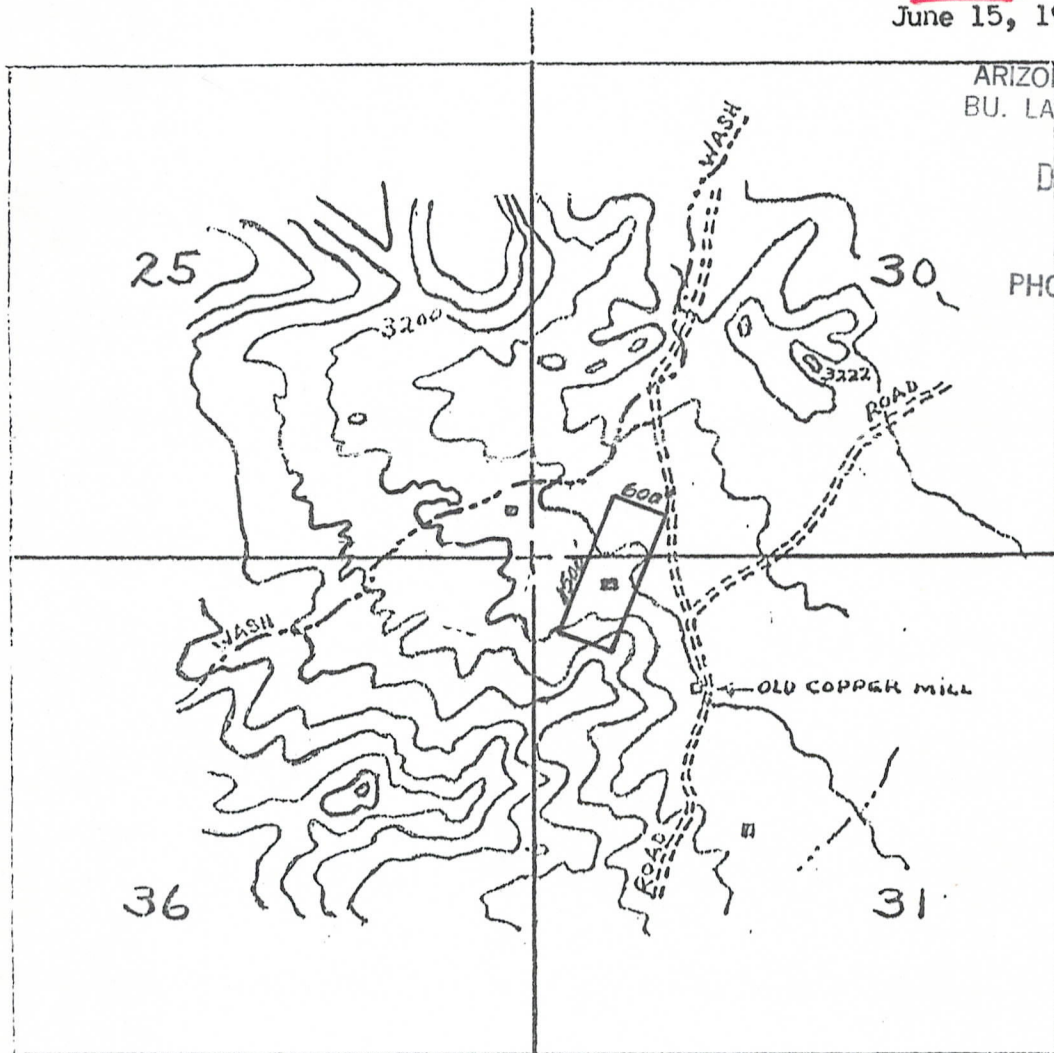 June 15, 19
ARIZO
BU. LA
D
PHO
WASH
25
30
3200
3222
ROAD
600
1500'
WASH
OLD COPPER MILL
ROAD
36
31